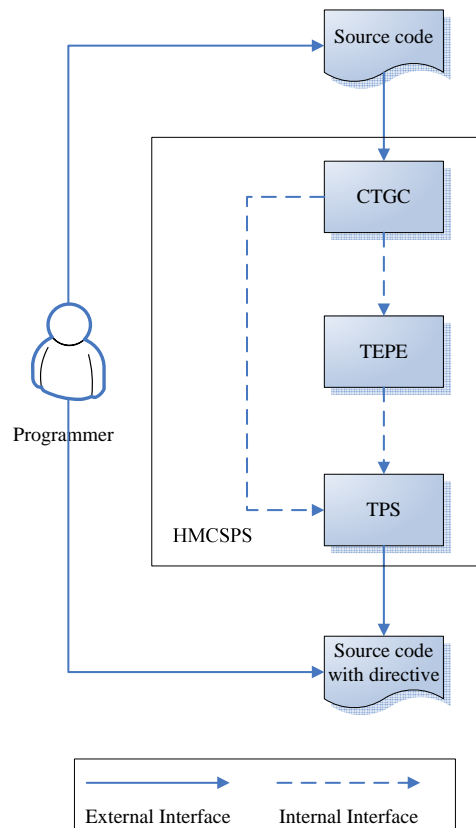 Source code
CTGC
TEPE
Programmer
TPS
HMCSPS
Source code
with directive
External Interface
Internal Interface